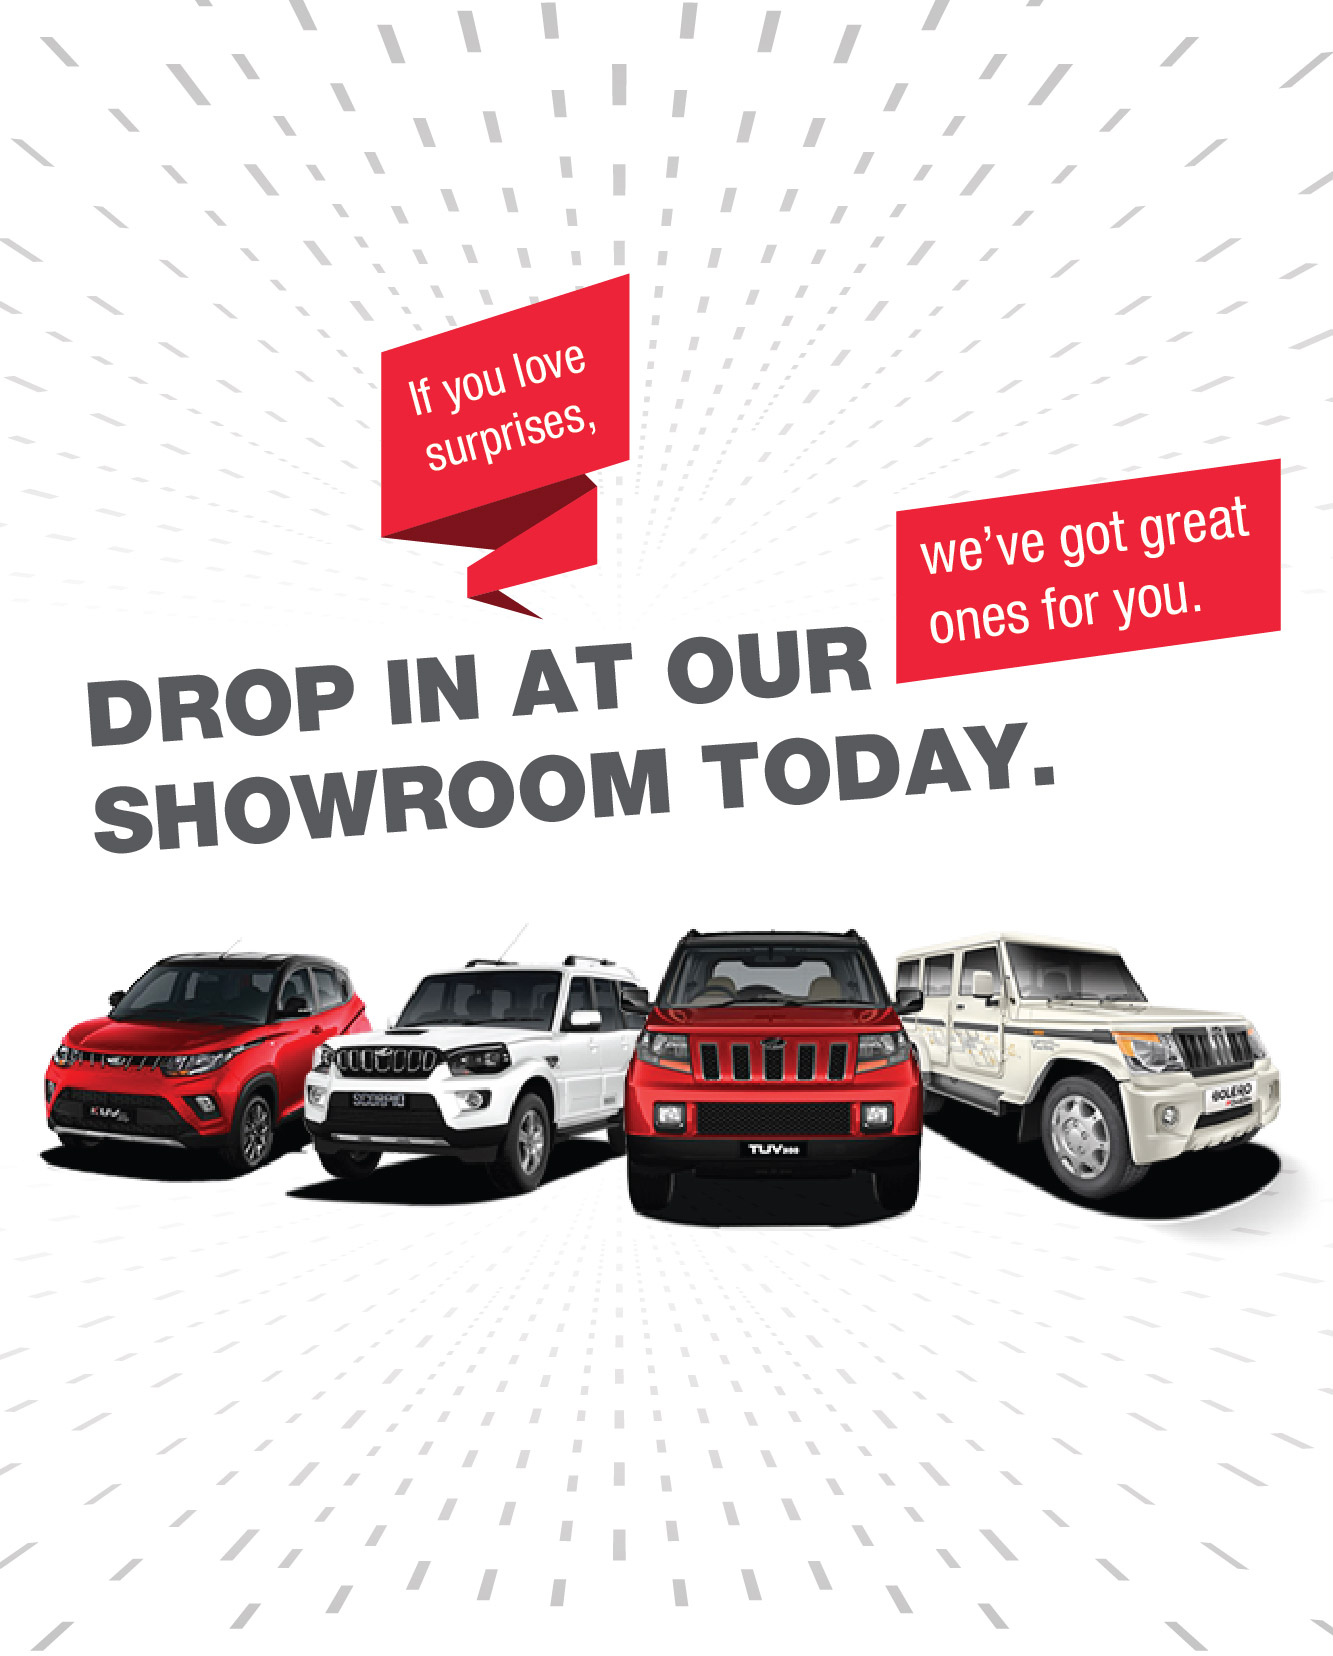 If you love
surprises,
we've got great
ones for you.
DROP IN AT OUR
SHOWROOM TODAY.
SCORPIO
TUV300
BOLERO